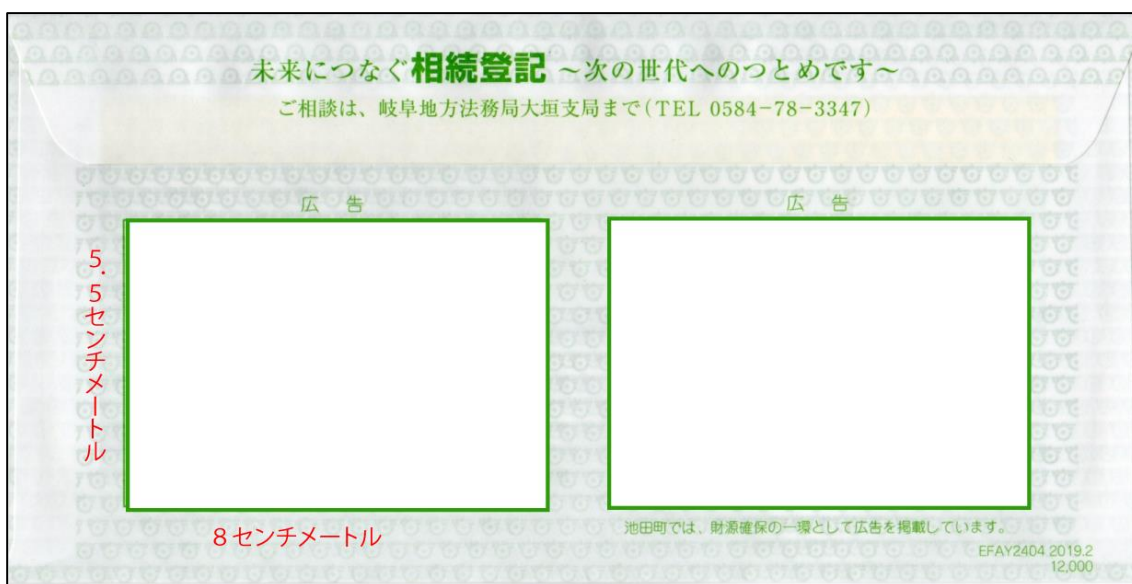 未来につなぐ相続登記 ～次の世代へのつとめです～
ご相談は、岐阜地方法務局大垣支局まで(TEL 0584-78-3347)
広 告
広 告
5.5センチメートル
8センチメートル
池田町では、財源確保の一環として広告を掲載しています。
EFAY2404 2019.2
12,000